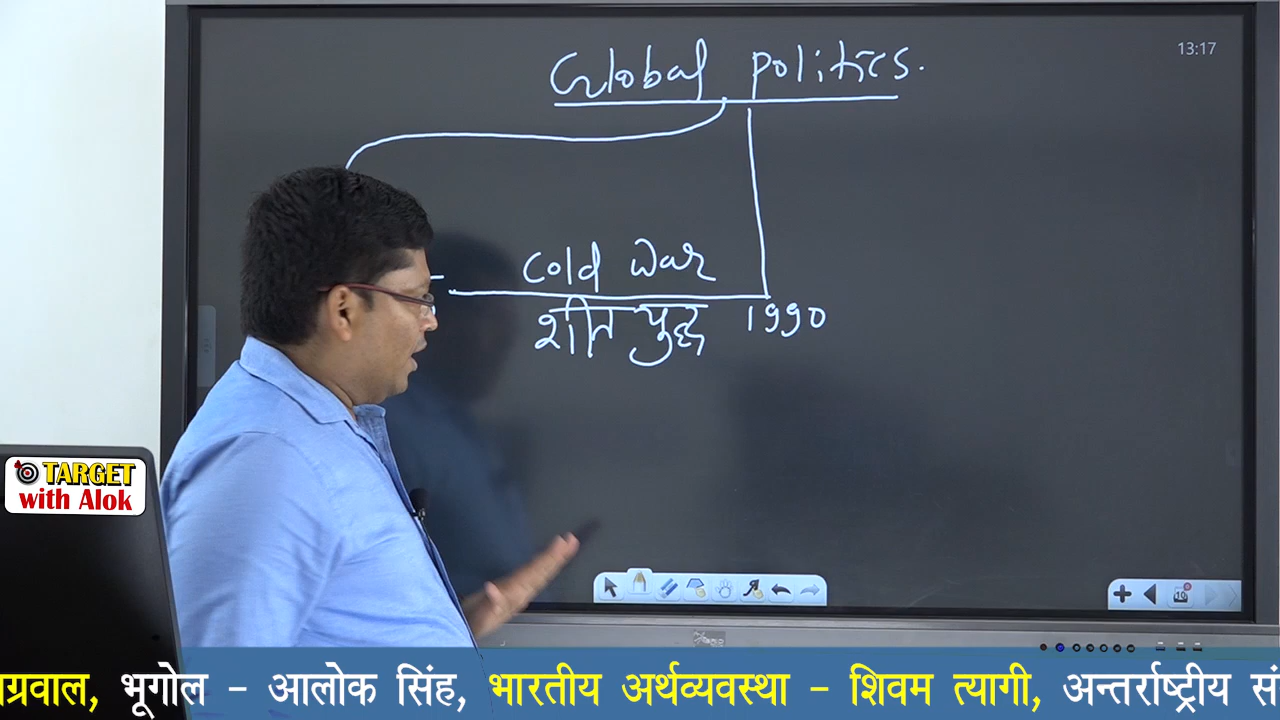 Global politics.
13:17
Cold War
शीत युद्ध 1990
TARGET
with Alok
ग्रवाल, भूगोल - आलोक सिंह, भारतीय अर्थव्यवस्था - शिवम त्यागी, अन्तर्राष्ट्रीय